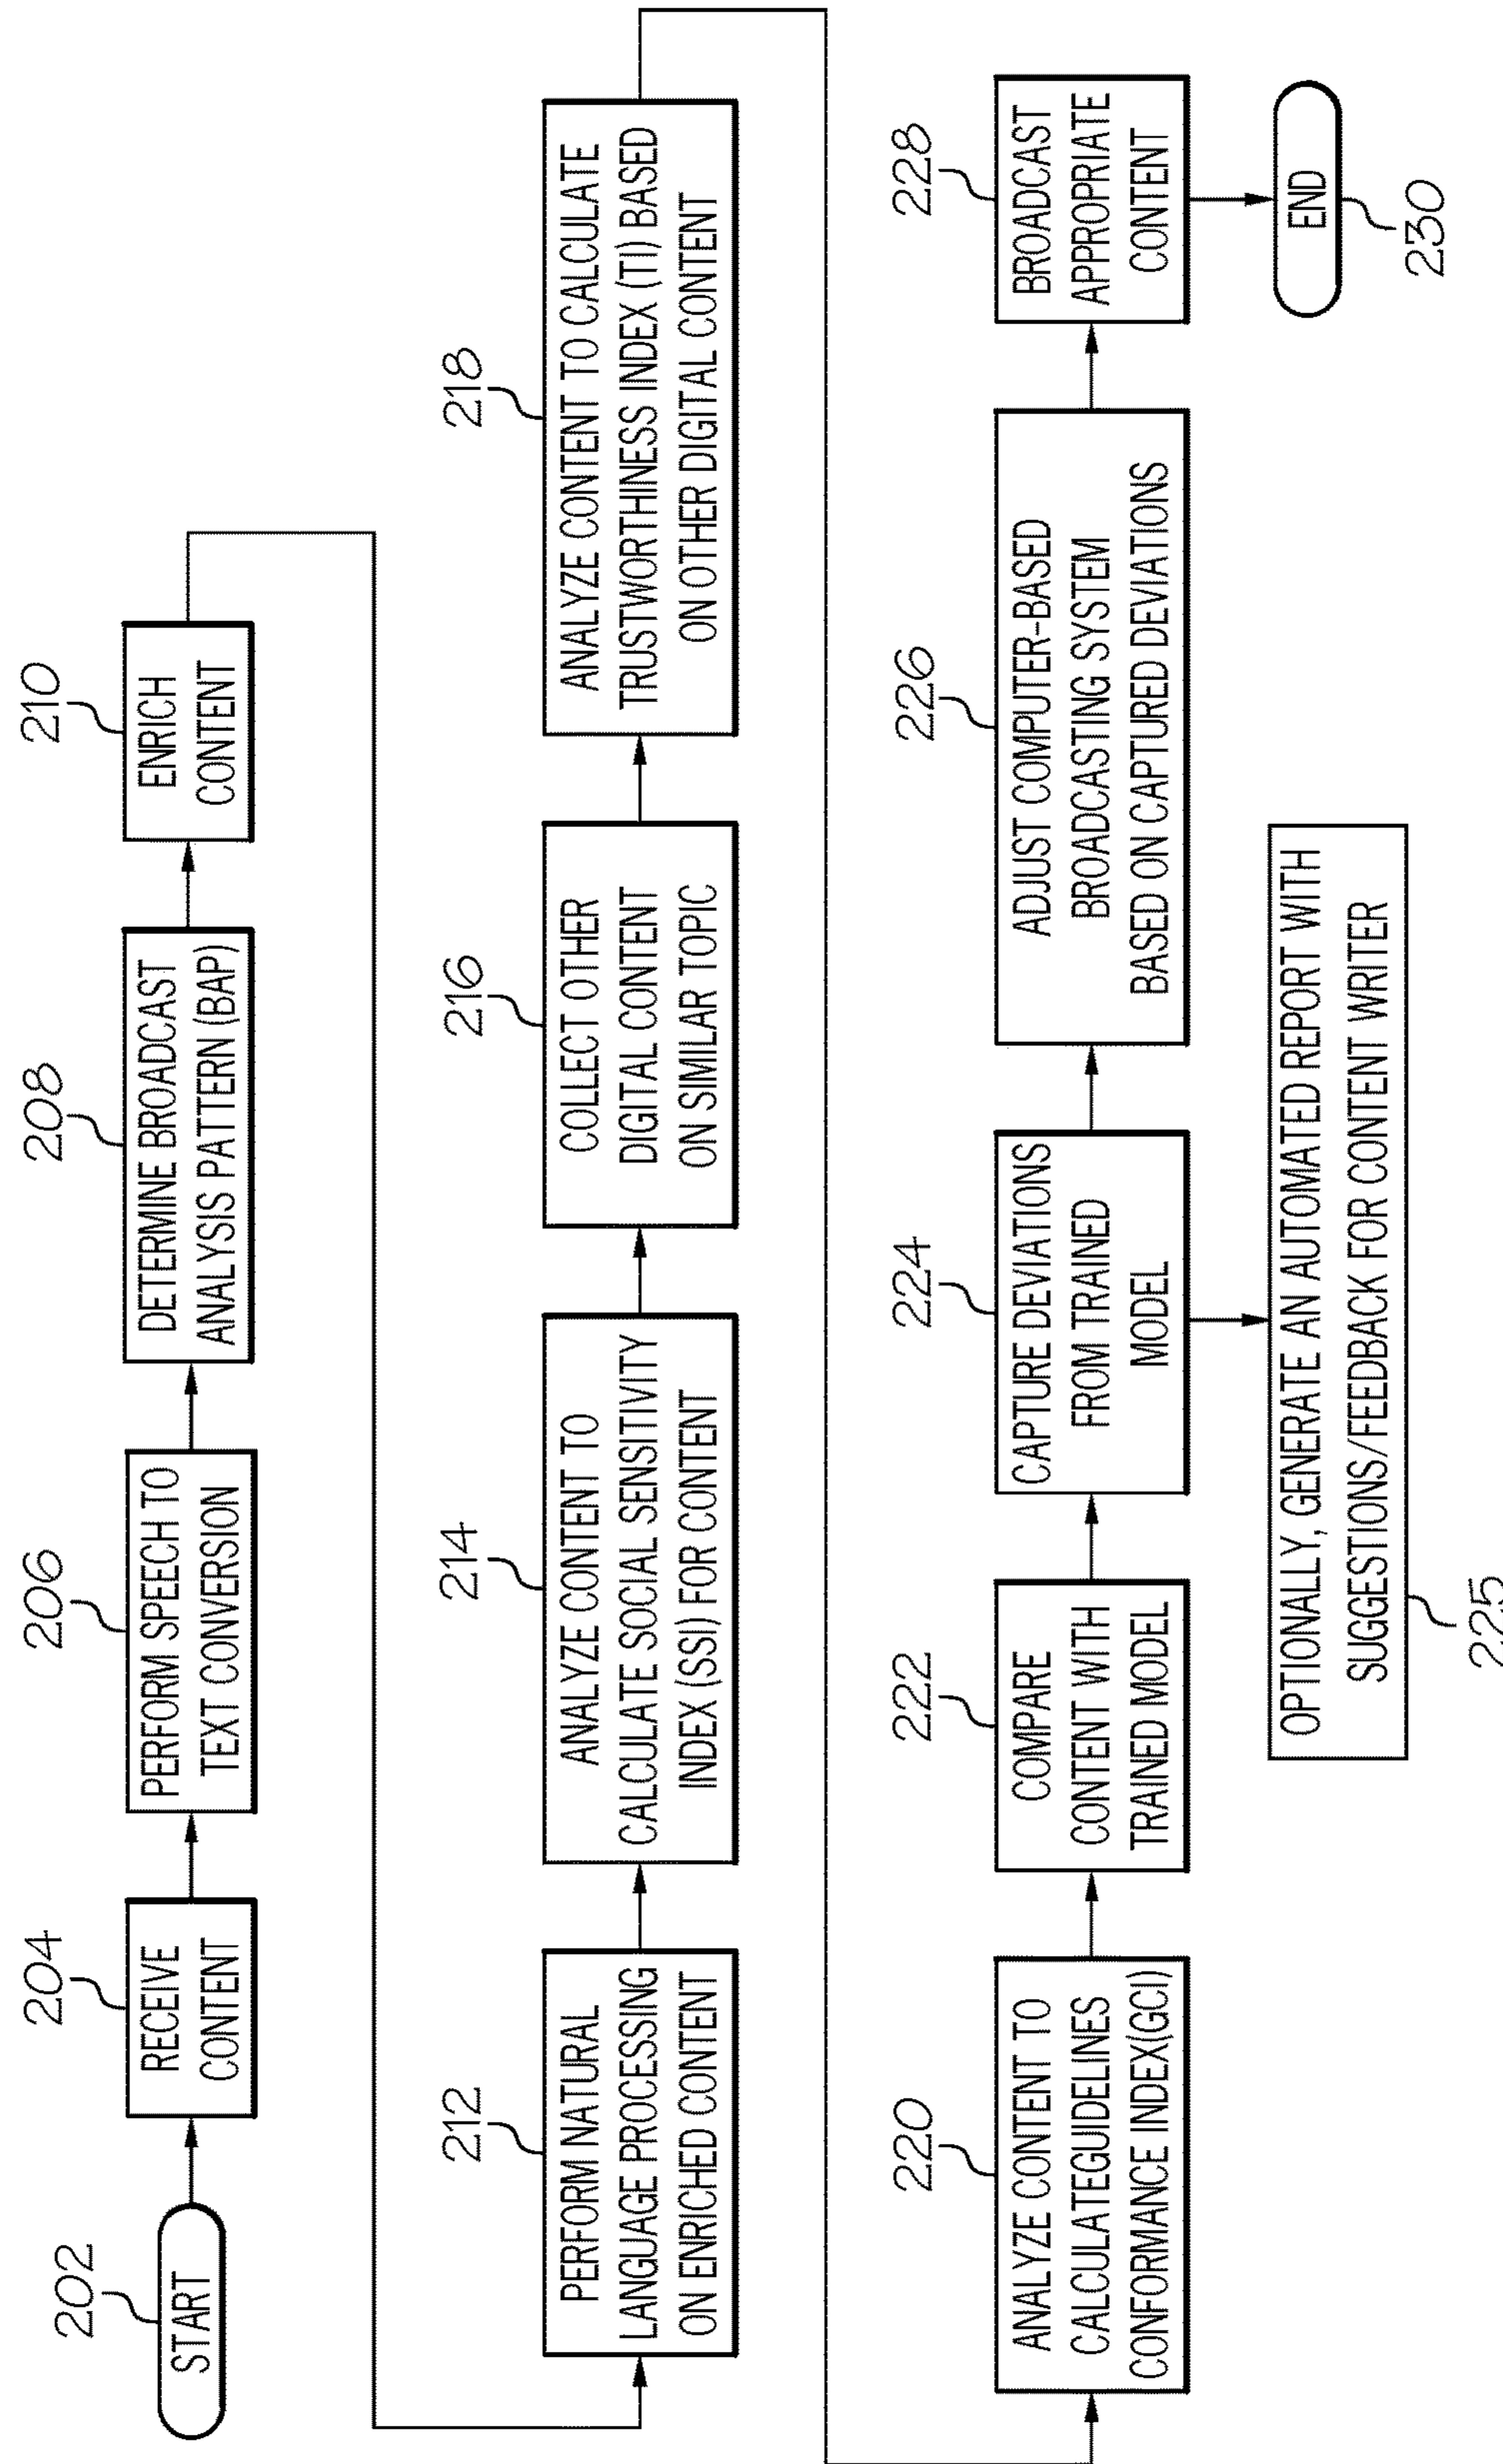 202
START
204
RECEIVE
CONTENT
206
PERFORM SPEECH TO
TEXT CONVERSION
208
DETERMINE BROADCAST
ANALYSIS PATTERN (BAP)
210
ENRICH
CONTENT
212
PERFORM NATURAL
LANGUAGE PROCESSING
ON ENRICHED CONTENT
214
ANALYZE CONTENT TO
CALCULATE SOCIAL SENSITIVITY
INDEX (SSI) FOR CONTENT
216
COLLECT OTHER
DIGITAL CONTENT
ON SIMILAR TOPIC
218
ANALYZE CONTENT TO CALCULATE
TRUSTWORTHINESS INDEX (TI) BASED
ON OTHER DIGITAL CONTENT
220
ANALYZE CONTENT TO
CALCULATEGUIDELINES
CONFORMANCE INDEX(GCI)
222
COMPARE
CONTENT WITH
TRAINED MODEL
224
CAPTURE DEVIATIONS
FROM TRAINED
MODEL
226
ADJUST COMPUTER-BASED
BROADCASTING SYSTEM
BASED ON CAPTURED DEVIATIONS
228
BROADCAST
APPROPRIATE
CONTENT
OPTIONALLY, GENERATE AN AUTOMATED REPORT WITH
SUGGESTIONS/FEEDBACK FOR CONTENT WRITER
225
END
230